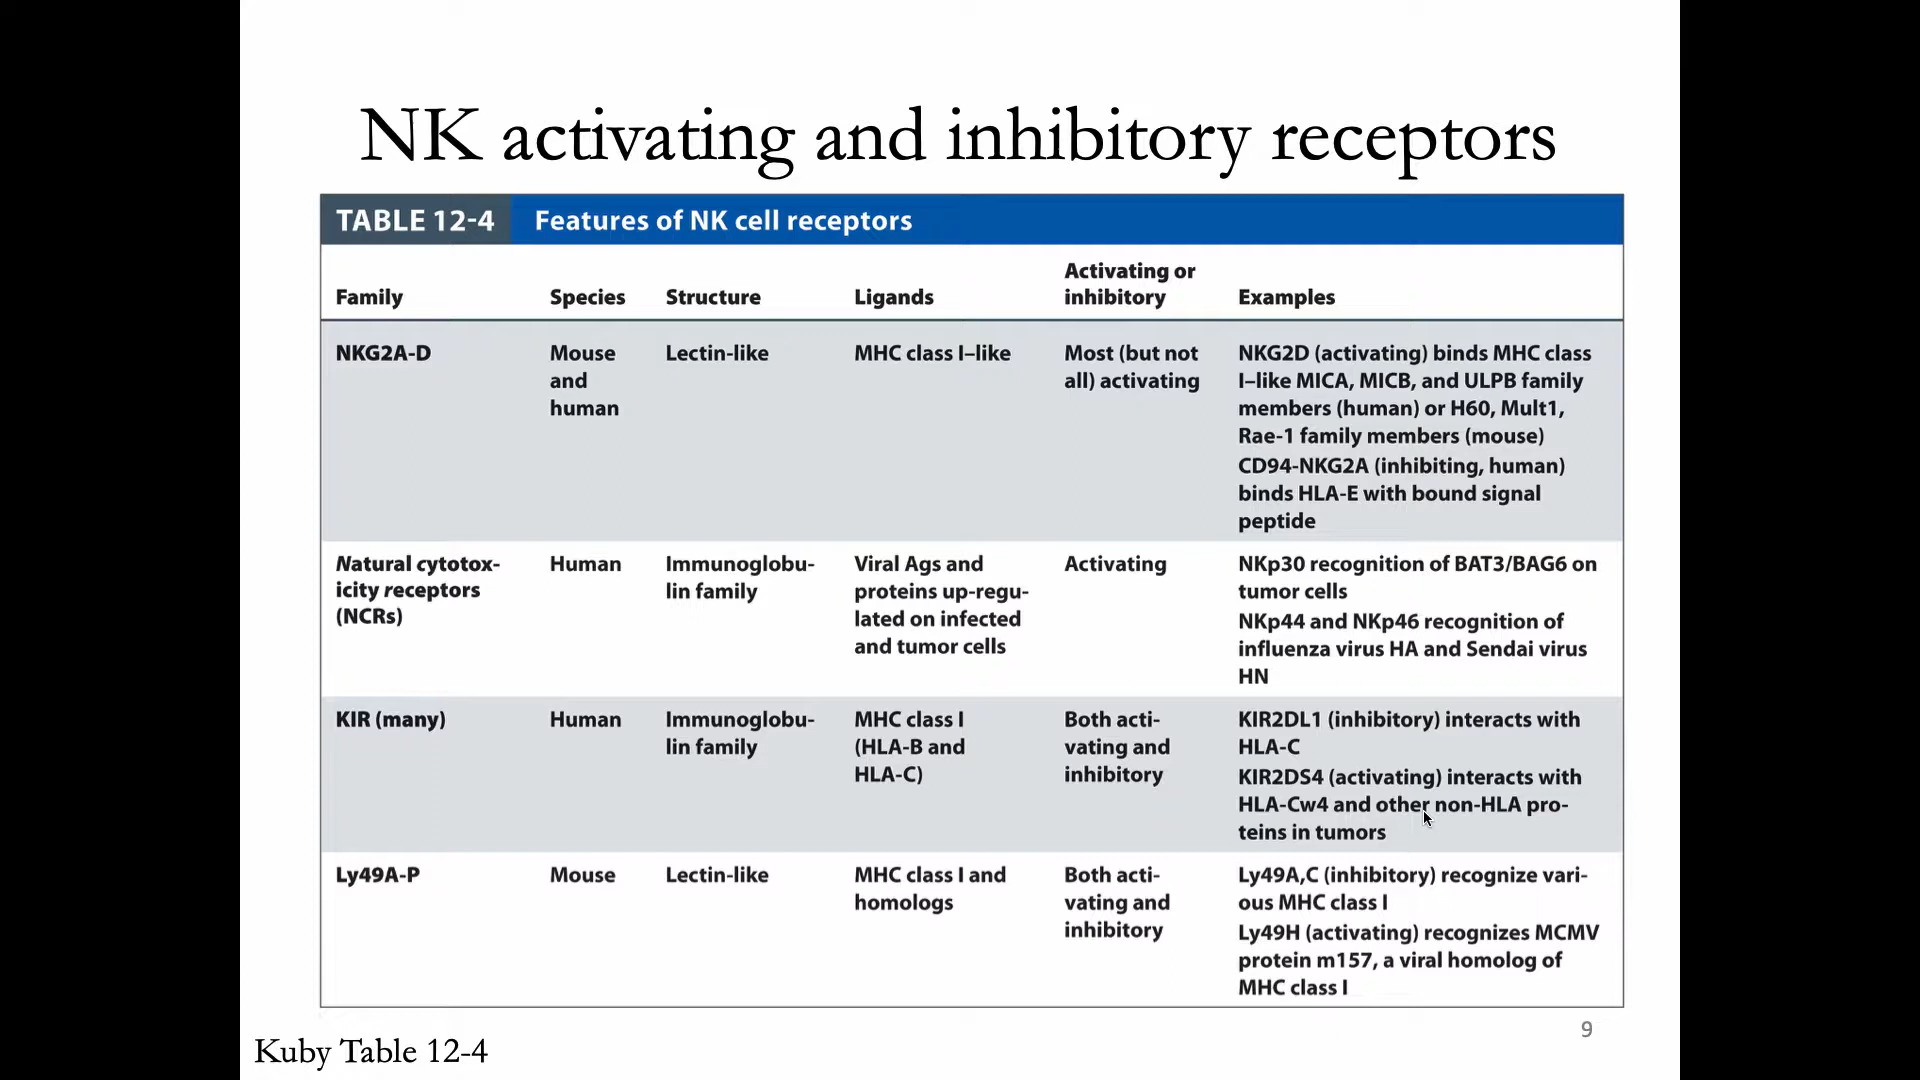 NK activating and inhibitory receptors
TABLE 12-4 Features of NK cell receptors
Family Species Structure Ligands Activating or
inhibitory Examples
NKG2A-D
Mouse
and
human
Lectin-like
MHC class I–like
Most (but not
all) activating
NKG2D (activating) binds MHC class
I–like MICA, MICB, and ULPB family
members (human) or H60, Mult1,
Rae-1 family members (mouse)
CD94-NKG2A (inhibiting, human)
binds HLA-E with bound signal
peptide
Natural cytotox-
icity receptors
(NCRs)
Human
Immunoglobu-
lin family
Viral Ags and
proteins up-regu-
lated on infected
and tumor cells
Activating
NKp30 recognition of BAT3/BAG6 on
tumor cells
NKp44 and NKp46 recognition of
influenza virus HA and Sendai virus
HN
KIR (many)
Human
Immunoglobu-
lin family
MHC class I
(HLA-B and
HLA-C)
Both acti-
vating and
inhibitory
KIR2DL1 (inhibitory) interacts with
HLA-C
KIR2DS4 (activating) interacts with
HLA-Cw4 and other non-HLA pro-
teins in tumors
Ly49A-P
Mouse
Lectin-like
MHC class I and
homologs
Both acti-
vating and
inhibitory
Ly49A,C (inhibitory) recognize vari-
ous MHC class I
Ly49H (activating) recognizes MCMV
protein m157, a viral homolog of
MHC class I
9
Kuby Table 12-4